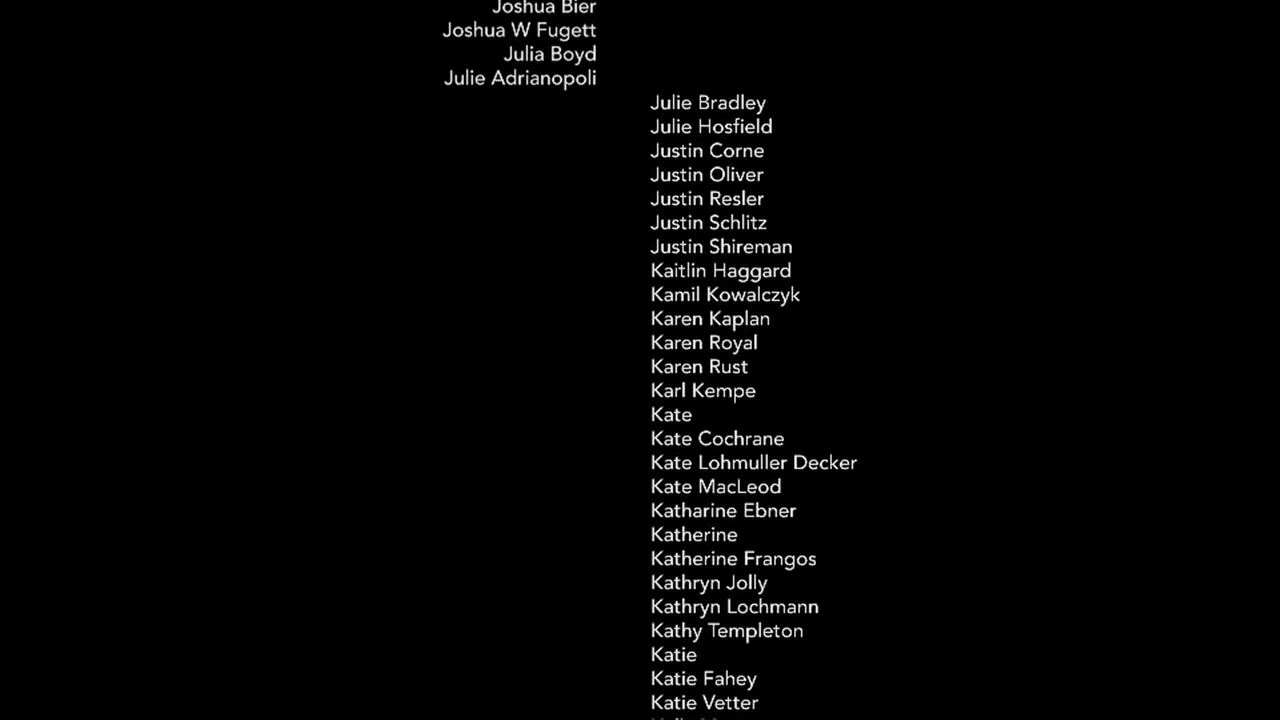 Joshua Bier
Joshua W Fugett
Julia Boyd
Julie Adrianopoli
Julie Bradley
Julie Hosfield
Justin Corne
Justin Oliver
Justin Resler
Justin Schlitz
Justin Shireman
Kaitlin Haggard
Kamil Kowalczyk
Karen Kaplan
Karen Royal
Karen Rust
Karl Kempe
Kate
Kate Cochrane
Kate Lohmuller Decker
Kate MacLeod
Katharine Ebner
Katherine
Katherine Frangos
Kathryn Jolly
Kathryn Lochmann
Kathy Templeton
Katie
Katie Fahey
Katie Vetter